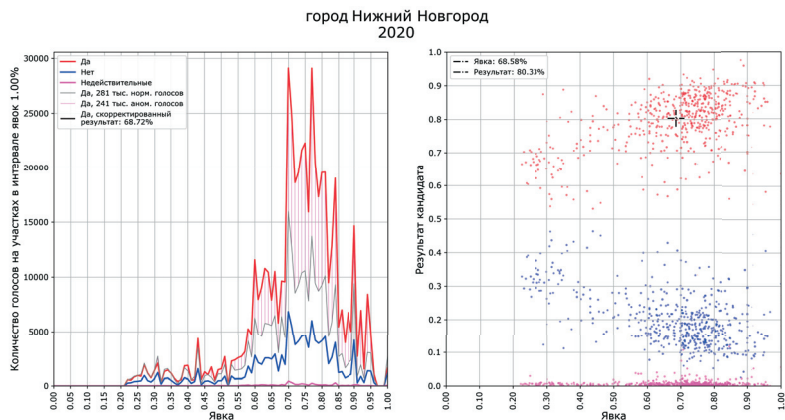 город Нижний Новгород
2020
Количество голосов на участках в интервале явок 1.00%
30000
25000
20000
15000
10000
5000
0
Да
Нет
Недействительные
Да, 281 тыс. норм. голосов
Да, 241 тыс. аном. голосов
Да, скорректированный
результат: 68.72%
0.00 0.05 0.10 0.15 0.20 0.25 0.30 0.35 0.40 0.45 0.50 0.55 0.60 0.65 0.70 0.75 0.80 0.85 0.90 0.95 1.00
Явка
Результат кандидата
1.0
0.9
0.8
0.7
0.6
0.5
0.4
0.3
0.2
0.1
0.0
Явка: 68.58%
Результат: 80.30%
0.00 0.10 0.20 0.30 0.40 0.50 0.60 0.70 0.80 0.90 1.00
Явка